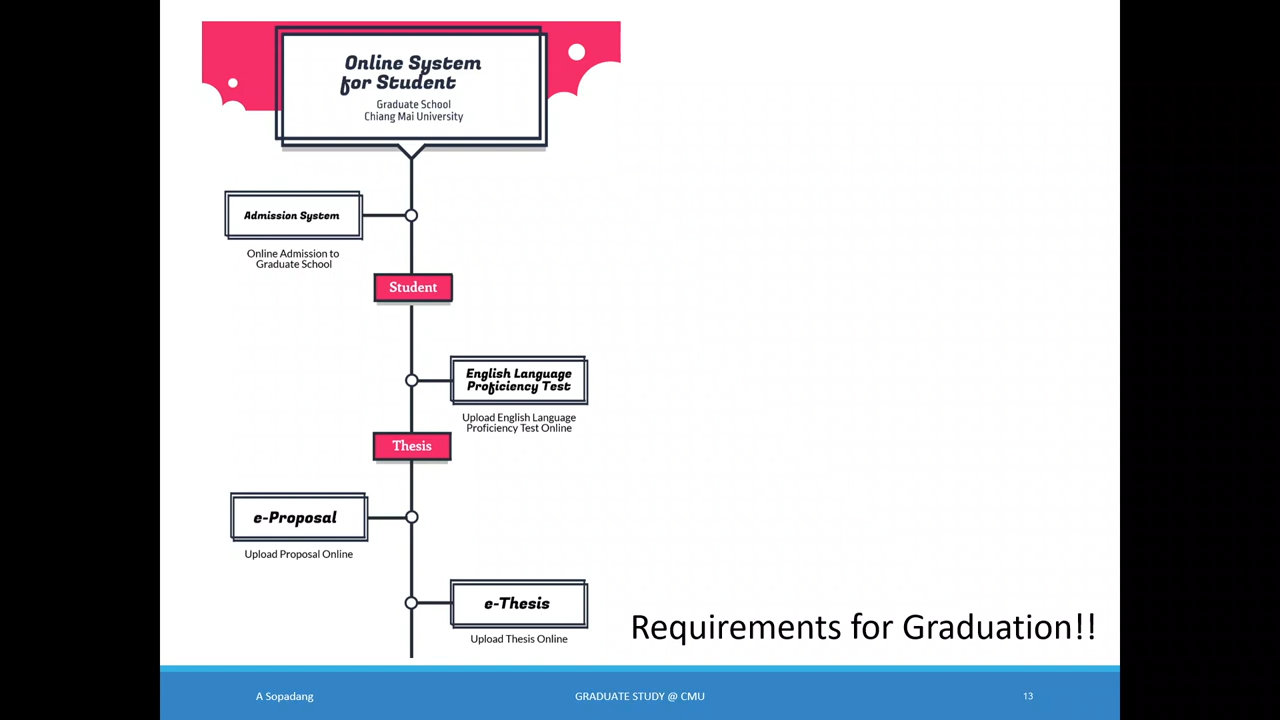 Online System
for Student
Graduate School
Chiang Mai University
Admission System
Online Admission to
Graduate School
Student
English Language
Proficiency Test
Upload English Language
Proficiency Test Online
Thesis
e-Proposal
Upload Proposal Online
e-Thesis
Upload Thesis Online
Requirements for Graduation!!
A Sopadang
GRADUATE STUDY @ CMU
13